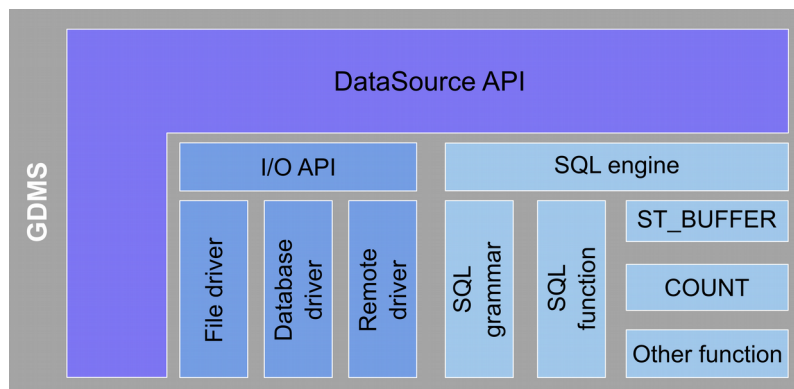 GDMS
DataSource API
I/O API
SQL engine
File driver
Database
driver
Remote
driver
SQL
grammar
SQL
function
ST_BUFFER
COUNT
Other function